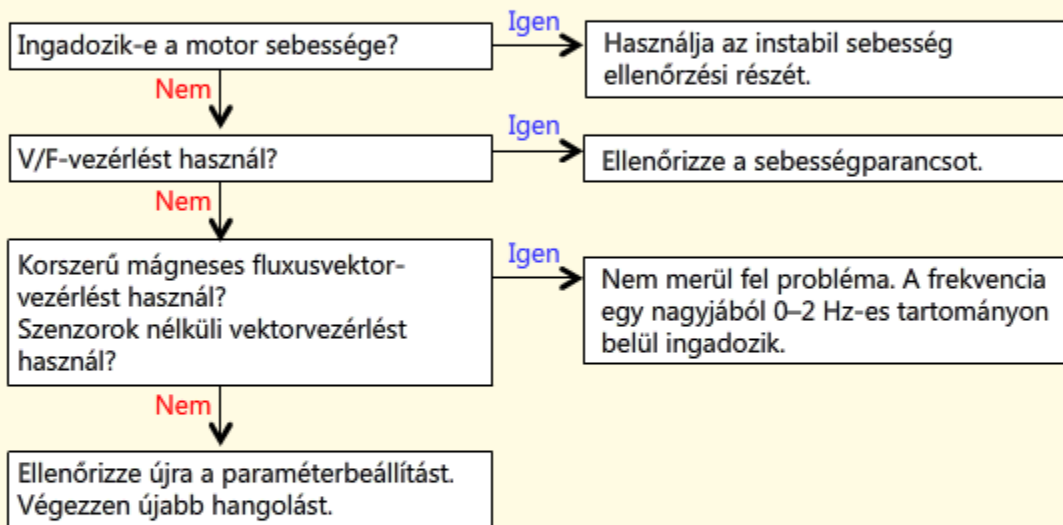 Ingadozik-e a motor sebessége?
Igen
Használja az instabil sebesség
ellenőrzési részét.
Nem
V/F-vezérlést használ?
Igen
Ellenőrizze a sebességparancsot.
Nem
Korszerű mágneses fluxusvektor-
vezérlést használ?
Szenzorok nélküli vektorvezérlést
használ?
Igen
Nem merül fel probléma. A frekvencia
egy nagyjából 0–2 Hz-es tartományon
belül ingadozik.
Nem
Ellenőrizze újra a paraméterbeállítást.
Végezzen újabb hangolást.